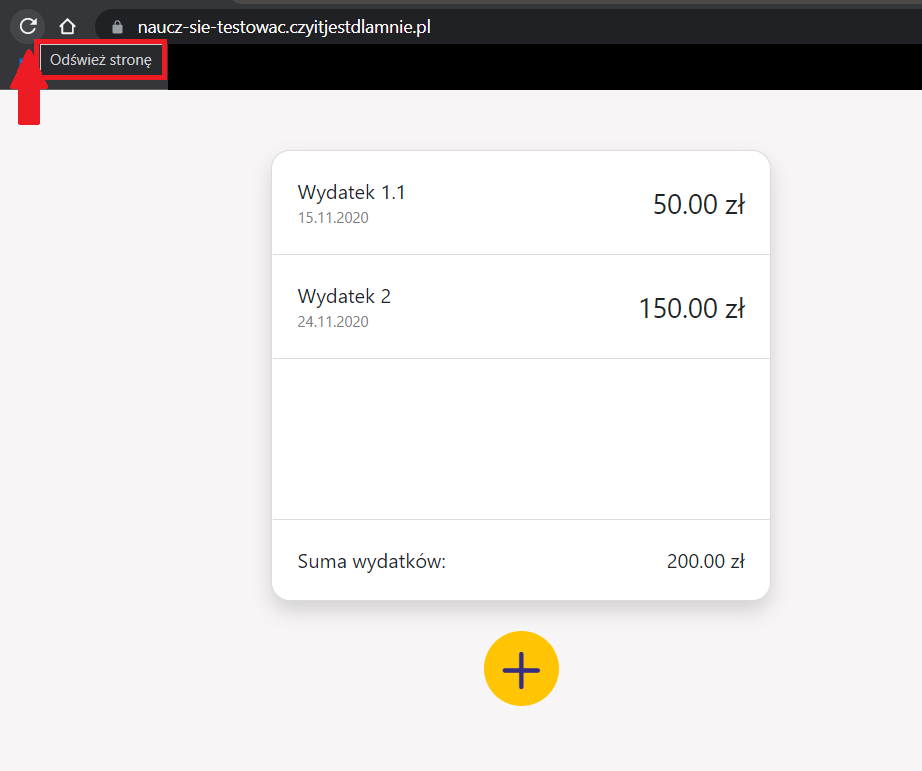 naucz-sie-testowac.czyitjestdlamnie.pl
Odśwież stronę
Wydatek 1.1
50.00 zł
15.11.2020
Wydatek 2
150.00 zł
24.11.2020
Suma wydatków:
200.00 zł